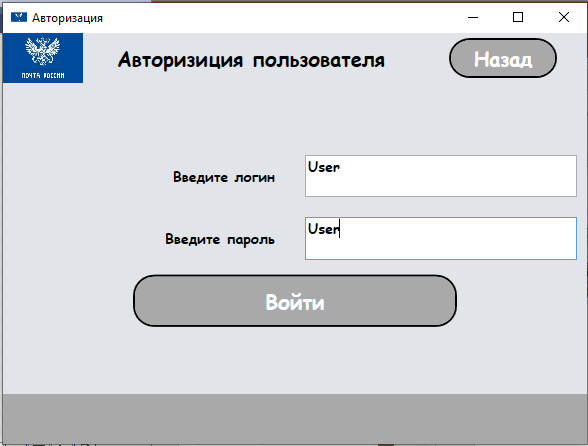 Авторизация
ПОЧТА РОССИИ
Авторизиция пользователя
Назад
Введите логин
User
Введите пароль
User
Войти